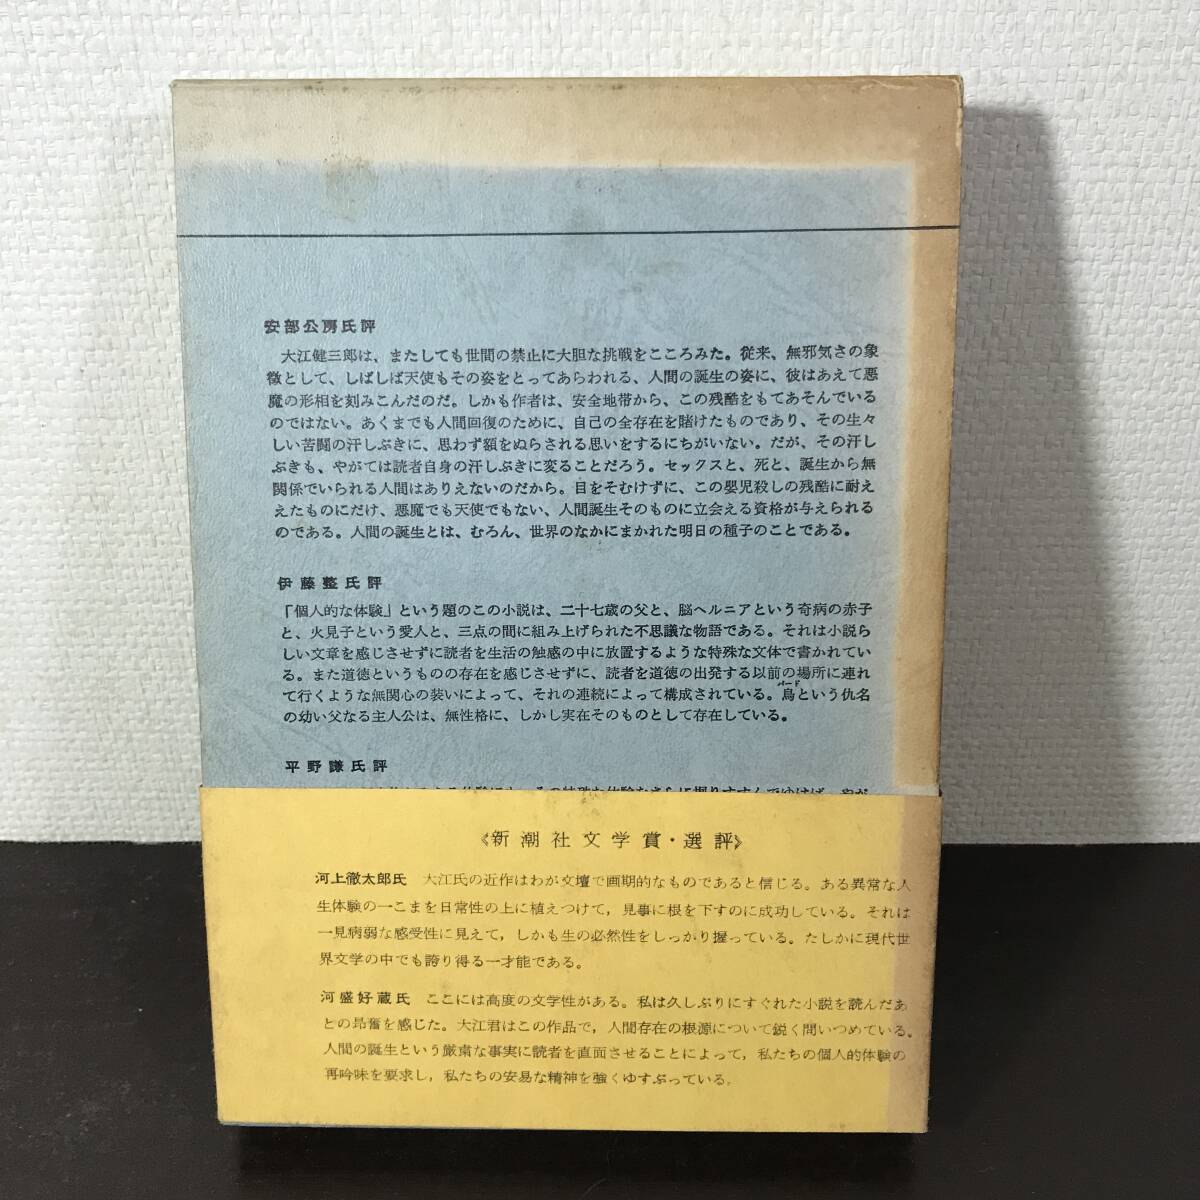 安部公房氏評
大江健三郎は、またしても世間の禁止に大胆な挑戦をこころみた。従来、無邪気さの象
徴として、しばしば天使もその姿をとってあらわれる、人間の誕生の姿に、彼はあえて悪
魔の形相を刻みこんだのだ。しかも作者は、安全地帯から、この残酷をもてあそんでいる
のではない。あくまでも人間回復のために、自己の全存在を賭けたものであり、その生々
しい苦闘の汗しぶきに、思わず額をぬらされる思いをするにちがいない。だが、その汗し
ぶきも、やがては読者自身の汗しぶきに変ることだろう。セックスと、死と、誕生から無
関係でいられる人間はありえないのだから。目をそむけずに、この嬰児殺しの残酷に耐え
えたものにだけ、悪魔でも天使でもない、人間誕生そのものに立会える資格が与えられる
のである。人間の誕生とは、むろん、世界のなかにまかれた明日の種子のことである。
伊藤整氏評
「個人的な体験」という題のこの小説は、二十七歳の父と、脳ヘルニアという奇病の赤子
と、火見子という愛人と、三点の間に組み上げられた不思議な物語である。それは小説ら
しい文章を感じさせずに読者を生活の触感の中に放置するような特殊な文体で書かれてい
る。また道徳というものの存在を感じさせずに、読者を道徳の出発する以前の場所に連れ
て行くような無関心の装いによって、それの連続によって構成されている。鳥という仇名
バード
の幼い父なる主人公は、無性格に、しかし実在そのものとして存在している。
平野謙氏評
《新潮社文学賞・選評》
河上徹太郎氏 大江氏の近作はわが文壇で画期的なものであると信じる。ある異常な人
生体験の一こまを日常性の上に植えつけて，見事に根を下すのに成功している。それは
一見病弱な感受性に見えて，しかも生の必然性をしっかり握っている。たしかに現代世
界文学の中でも誇り得る一才能である。
河盛好蔵氏 ここには高度の文学性がある。私は久しぶりにすぐれた小説を読んだあ
との昂奮を感じた。大江君はこの作品で，人間存在の根源について鋭く問いつめている。
人間の誕生という厳粛な事実に読者を直面させることによって，私たちの個人的体験の
再吟味を要求し，私たちの安易な精神を強くゆすぶっている。